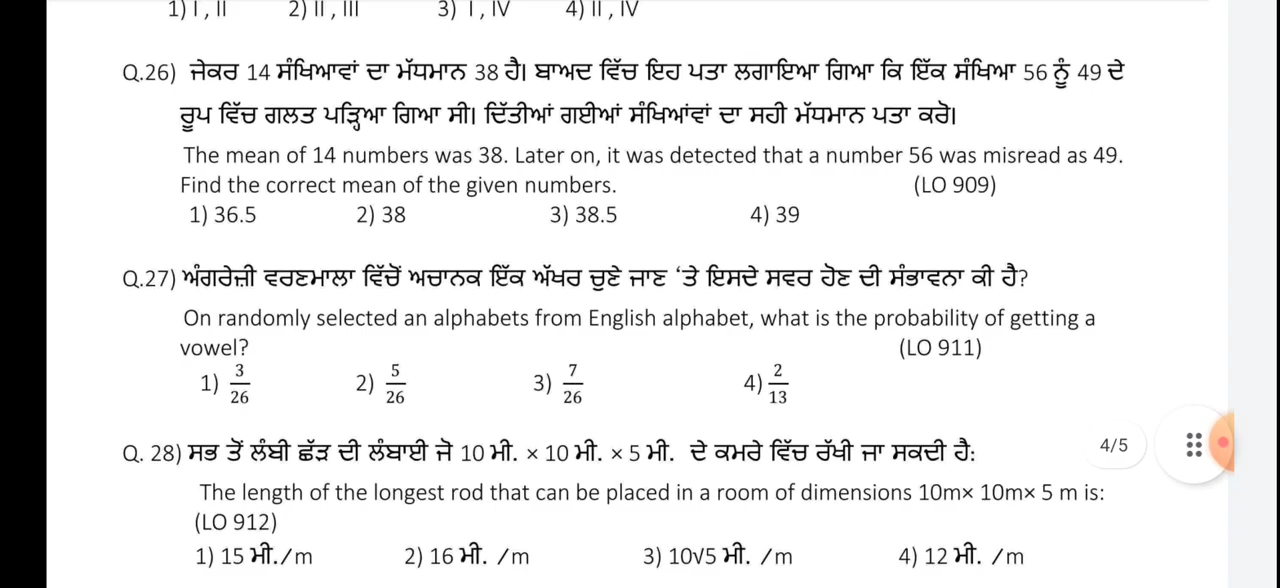 1) I , II 2) II , III 3) I , IV 4) II , IV
Q.26) ਜੇਕਰ 14 ਸੰਖਿਆਵਾਂ ਦਾ ਮੱਧਮਾਨ 38 ਹੈ। ਬਾਅਦ ਵਿੱਚ ਇਹ ਪਤਾ ਲਗਾਇਆ ਗਿਆ ਕਿ ਇੱਕ ਸੰਖਿਆ 56 ਨੂੰ 49 ਦੇ
ਰੂਪ ਵਿੱਚ ਗਲਤ ਪੜ੍ਹਿਆ ਗਿਆ ਸੀ। ਦਿੱਤੀਆਂ ਗਈਆਂ ਸੰਖਿਆਂਵਾਂ ਦਾ ਸਹੀ ਮੱਧਮਾਨ ਪਤਾ ਕਰੋ।
The mean of 14 numbers was 38. Later on, it was detected that a number 56 was misread as 49.
Find the correct mean of the given numbers. (LO 909)
1) 36.5 2) 38 3) 38.5 4) 39
Q.27) ਅੰਗਰੇਜ਼ੀ ਵਰਣਮਾਲਾ ਵਿੱਚੋਂ ਅਚਾਨਕ ਇੱਕ ਅੱਖਰ ਚੁਣੇ ਜਾਣ ‘ਤੇ ਇਸਦੇ ਸਵਰ ਹੋਣ ਦੀ ਸੰਭਾਵਨਾ ਕੀ ਹੈ?
On randomly selected an alphabets from English alphabet, what is the probability of getting a
vowel? (LO 911)
1) 3/26 2) 5/26 3) 7/26 4) 2/13
Q. 28) ਸਭ ਤੋਂ ਲੰਬੀ ਛੱੜ ਦੀ ਲੰਬਾਈ ਜੋ 10 ਮੀ. × 10 ਮੀ. × 5 ਮੀ. ਦੇ ਕਮਰੇ ਵਿੱਚ ਰੱਖੀ ਜਾ ਸਕਦੀ ਹੈ:
4/5
The length of the longest rod that can be placed in a room of dimensions 10m× 10m× 5 m is:
(LO 912)
1) 15 ਮੀ./m 2) 16 ਮੀ. /m 3) 10√5 ਮੀ. /m 4) 12 ਮੀ. /m